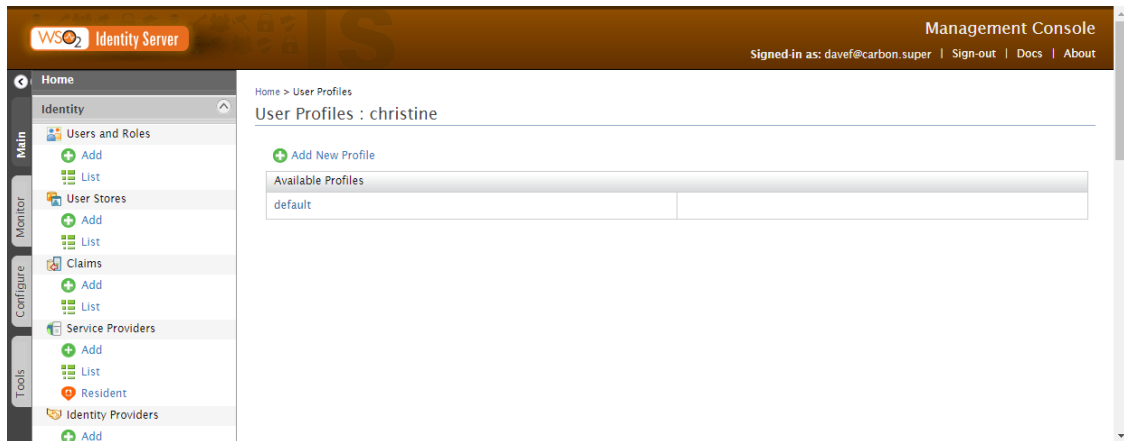 WSO2 Identity Server
Management Console
Signed-in as: davef@carbon.super | Sign-out | Docs | About
Main
Monitor
Configure
Tools
Home
Identity
Users and Roles
Add
List
User Stores
Add
List
Claims
Add
List
Service Providers
Add
List
Resident
Identity Providers
Add
Home > User Profiles
User Profiles : christine
Add New Profile
Available Profiles
default